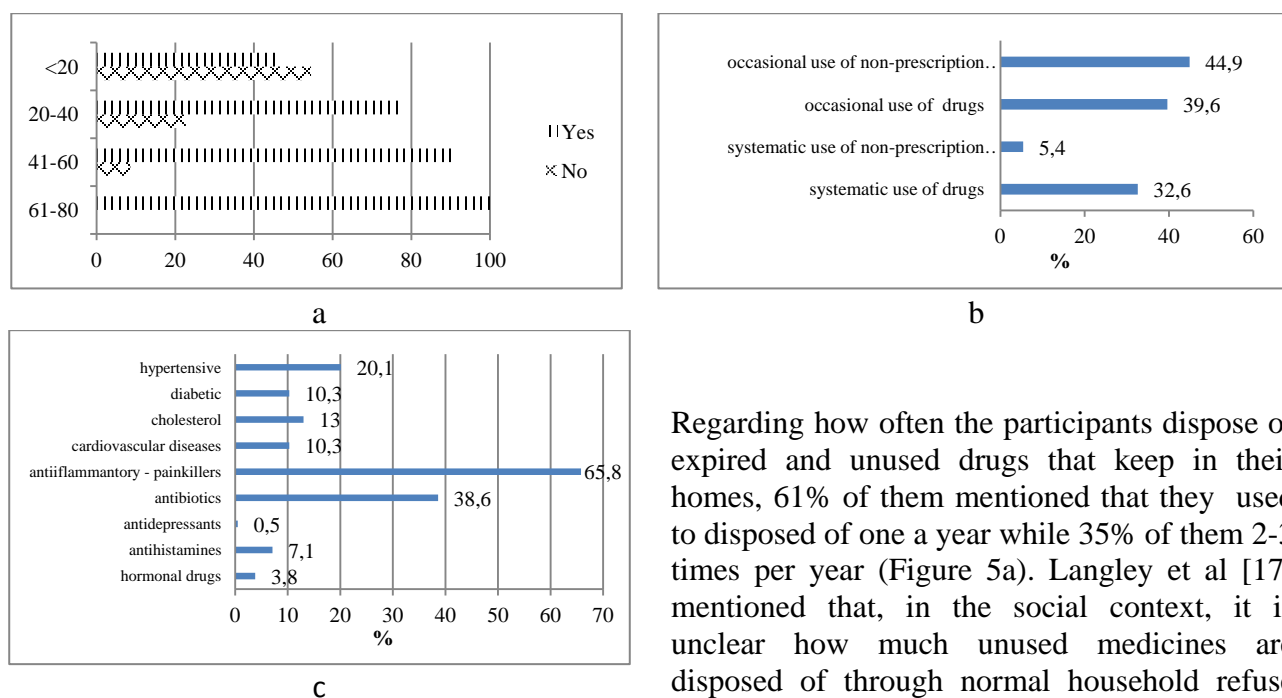 <20
20-40
41-60
61-80
0 20 40 60 80 100
%
Yes
No
a
occasional use of non-prescription..
occasional use of drugs
systematic use of non-prescription..
systematic use of drugs
44,9
39,6
5,4
32,6
0 20 40 60
%
b
hypertensive 20,1
diabetic 10,3
cholesterol 13
cardiovascular diseases 10,3
antiiflammantory - painkillers 65,8
antibiotics 38,6
antidepressants 0,5
antihistamines 7,1
hormonal drugs 3,8
0 10 20 30 40 50 60 70
%
c
Regarding how often the participants dispose
expired and unused drugs that keep in
homes, 61% of them mentioned that they used
to disposed of one a year while 35% of them
times per year (Figure 5a). Langley et al [17
mentioned that, in the social context, it
unclear how much unused medicines
disposed of through normal household refuse